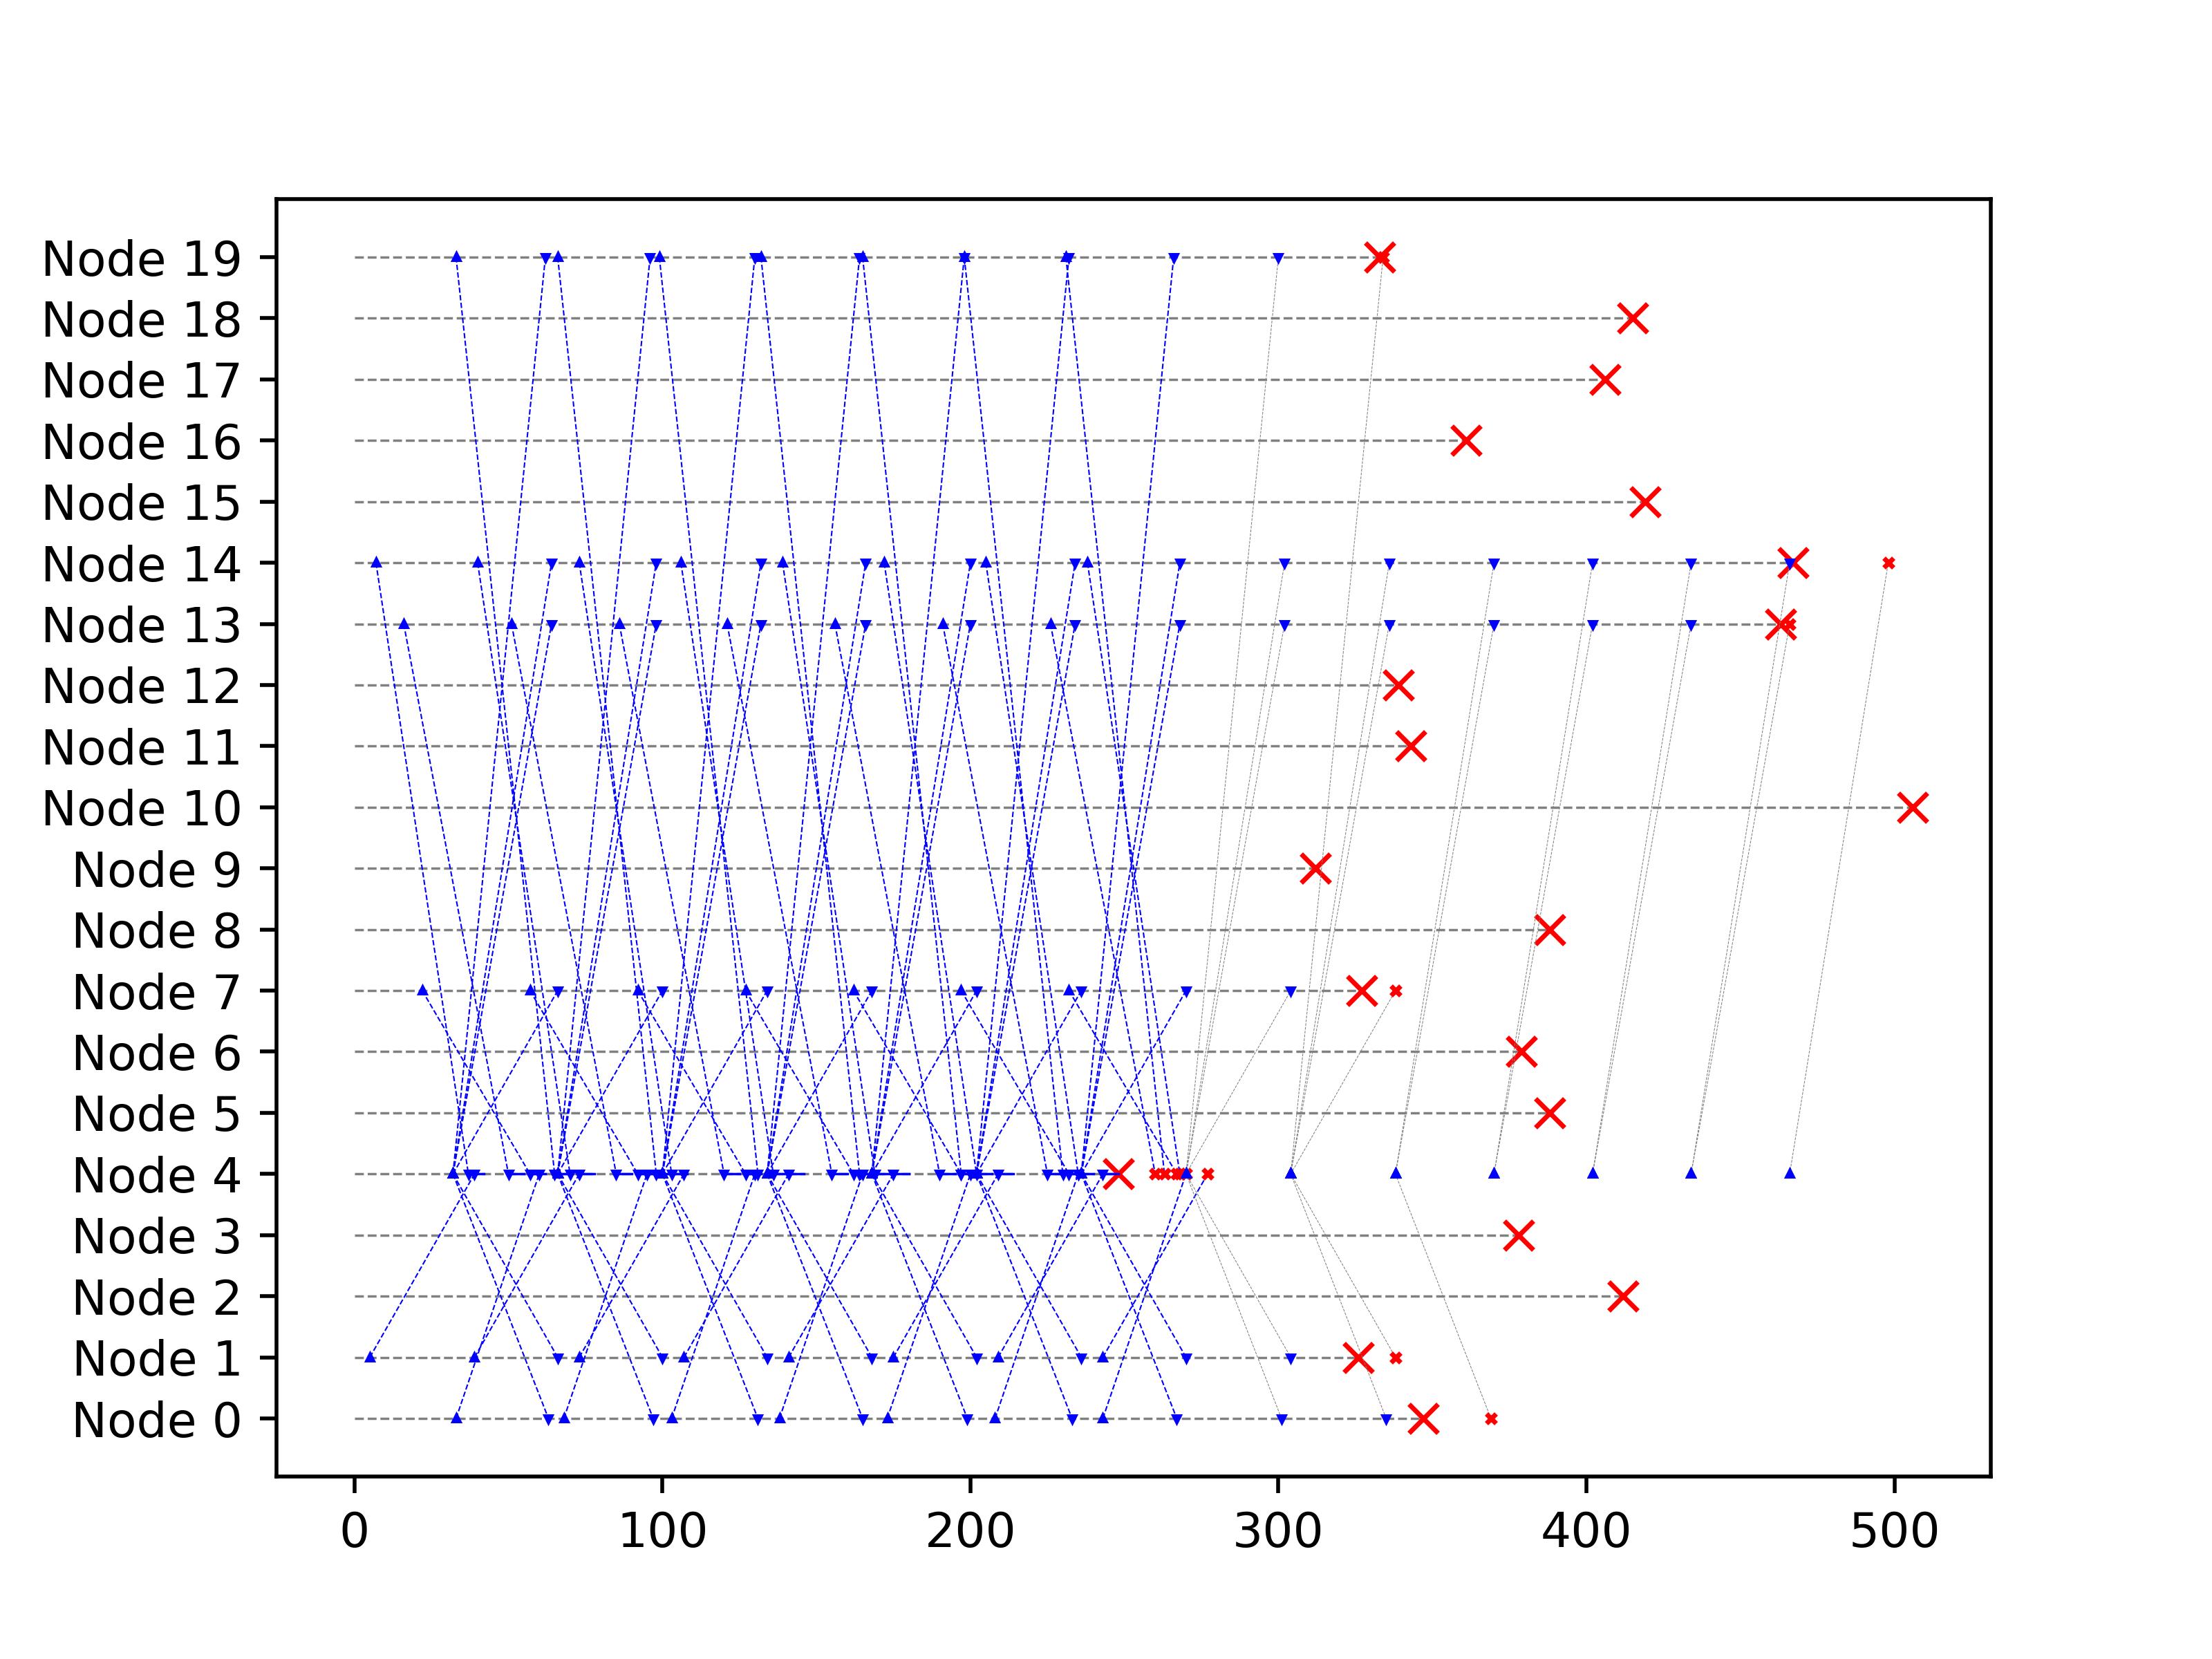 Node 19
Node 18
Node 17
Node 16
Node 15
Node 14
Node 13
Node 12
Node 11
Node 10
Node 9
Node 8
Node 7
Node 6
Node 5
Node 4
Node 3
Node 2
Node 1
Node 0
0 100 200 300 400 500